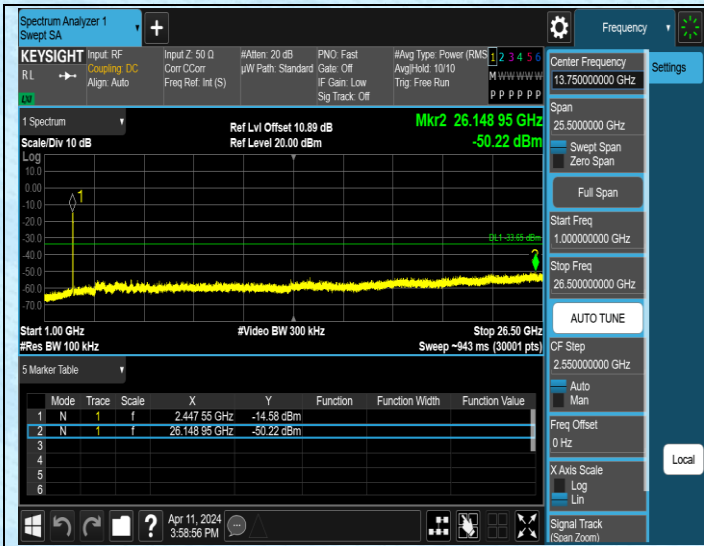 Spectrum Analyzer 1
Swept SA
+
Frequency
KEYSIGHT
RL
LXI
Input: RF
Coupling: DC
Align: Auto
Input Z: 50 Ω
Corr CCorr
Freq Ref: Int (S)
#Atten: 20 dB
µW Path: Standard
PNO: Fast
Gate: Off
IF Gain: Low
Sig Track: Off
#Avg Type: Power (RMS
Avg|Hold: 10/10
Trig: Free Run
1 2 3 4 5 6
M W W W W W
P P P P P P
Center Frequency
13.750000000 GHz
Settings
Span
25.5000000 GHz
Swept Span
Zero Span
Full Span
Start Freq
1.000000000 GHz
Stop Freq
26.500000000 GHz
AUTO TUNE
CF Step
2.550000000 GHz
Auto
Man
Freq Offset
0 Hz
X Axis Scale
Log
Lin
Signal Track
(Span Zoom)
Local
1 Spectrum
Scale/Div 10 dB
Ref Lvl Offset 10.89 dB
Ref Level 20.00 dBm
Mkr2 26.148 95 GHz
-50.22 dBm
Log
10.0
0.00
-10.0
-20.0
-30.0
-40.0
-50.0
-60.0
-70.0
1
DL1 -33.65 dBm
2
Start 1.00 GHz
#Res BW 100 kHz
#Video BW 300 kHz
Stop 26.50 GHz
Sweep ~943 ms (30001 pts)
5 Marker Table
Mode Trace Scale X Y Function Function Width Function Value
1 N 1 f 2.447 55 GHz -14.58 dBm
2 N 1 f 26.148 95 GHz -50.22 dBm
3
4
5
6
?
Apr 11, 2024
3:58:56 PM